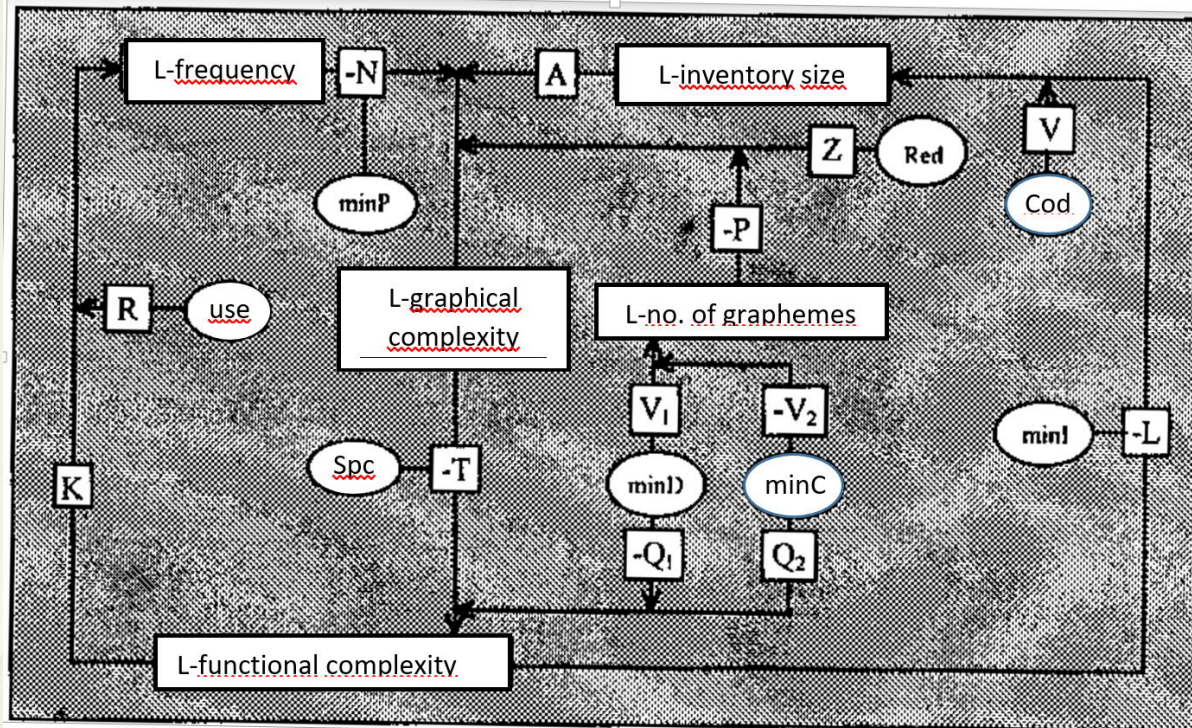 L-frequency
-N
A
L-inventory size
V
Z
Red
minP
Cod
-P
R
use
L-graphical
complexity
L-no. of graphemes
V1
-V2
minI
-L
Spc
-T
K
minD
minC
-Q1
Q2
L-functional complexity